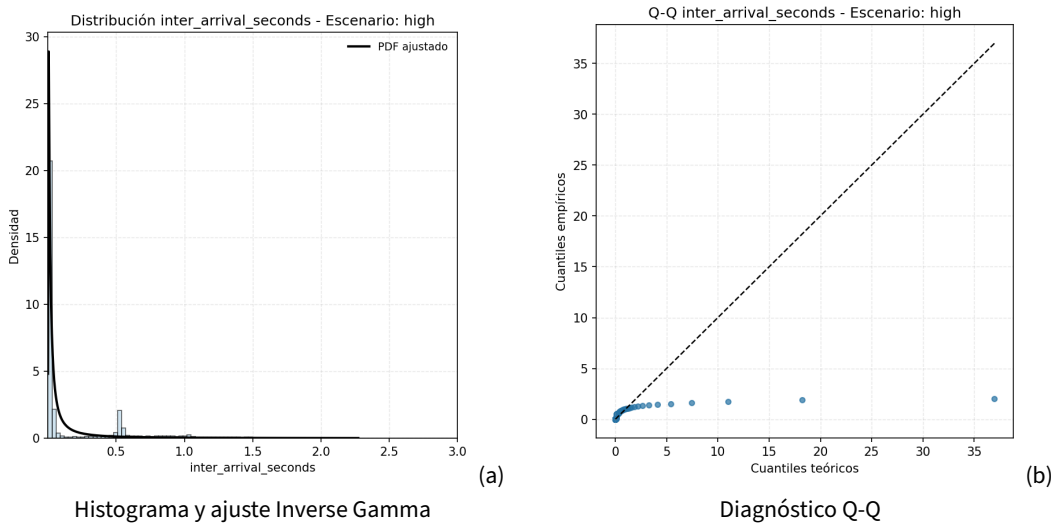 Distribución inter_arrival_seconds - Escenario: high
PDF ajustado
Densidad
30
25
20
15
10
5
0
0.5
1.0
1.5
2.0
2.5
3.0
inter_arrival_seconds
(a)
Histograma y ajuste Inverse Gamma
Q-Q inter_arrival_seconds - Escenario: high
Cuantiles empíricos
35
30
25
20
15
10
5
0
0
5
10
15
20
25
30
35
Cuantiles teóricos
(b)
Diagnóstico Q-Q